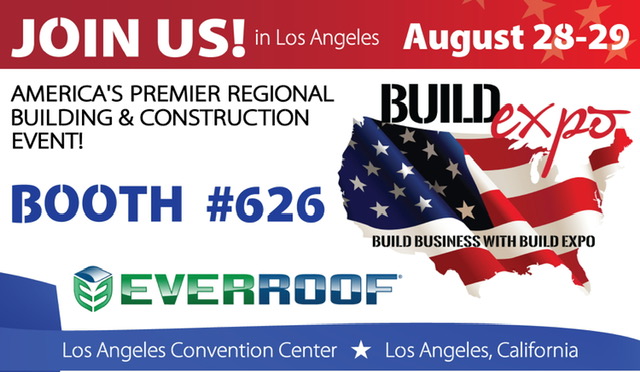 JOIN US! in Los Angeles August 28-29
AMERICA'S PREMIER REGIONAL
BUILDING & CONSTRUCTION
EVENT!
BUILD
expo
BOOTH #626
BUILD BUSINESS WITH BUILD EXPO
EVERROOF®
Los Angeles Convention Center ★ Los Angeles, California